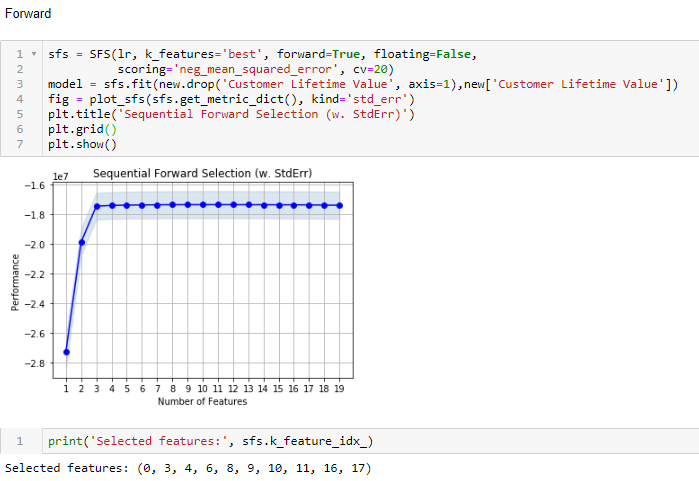 Forward
1 sfs = SFS(lr, k_features='best', forward=True, floating=False,
2 scoring='neg_mean_squared_error', cv=20)
3 model = sfs.fit(new.drop('Customer Lifetime Value', axis=1),new['Customer Lifetime Value'])
4 fig = plot_sfs(sfs.get_metric_dict(), kind='std_err')
5 plt.title('Sequential Forward Selection (w. StdErr)')
6 plt.grid()
7 plt.show()
1e7 Sequential Forward Selection (w. StdErr)
−1.6
−1.8
−2.0
−2.2
−2.4
−2.6
−2.8
Performance
1 2 3 4 5 6 7 8 9 10 11 12 13 14 15 16 17 18 19
Number of Features
1 print('Selected features:', sfs.k_feature_idx_)
Selected features: (0, 3, 4, 6, 8, 9, 10, 11, 16, 17)